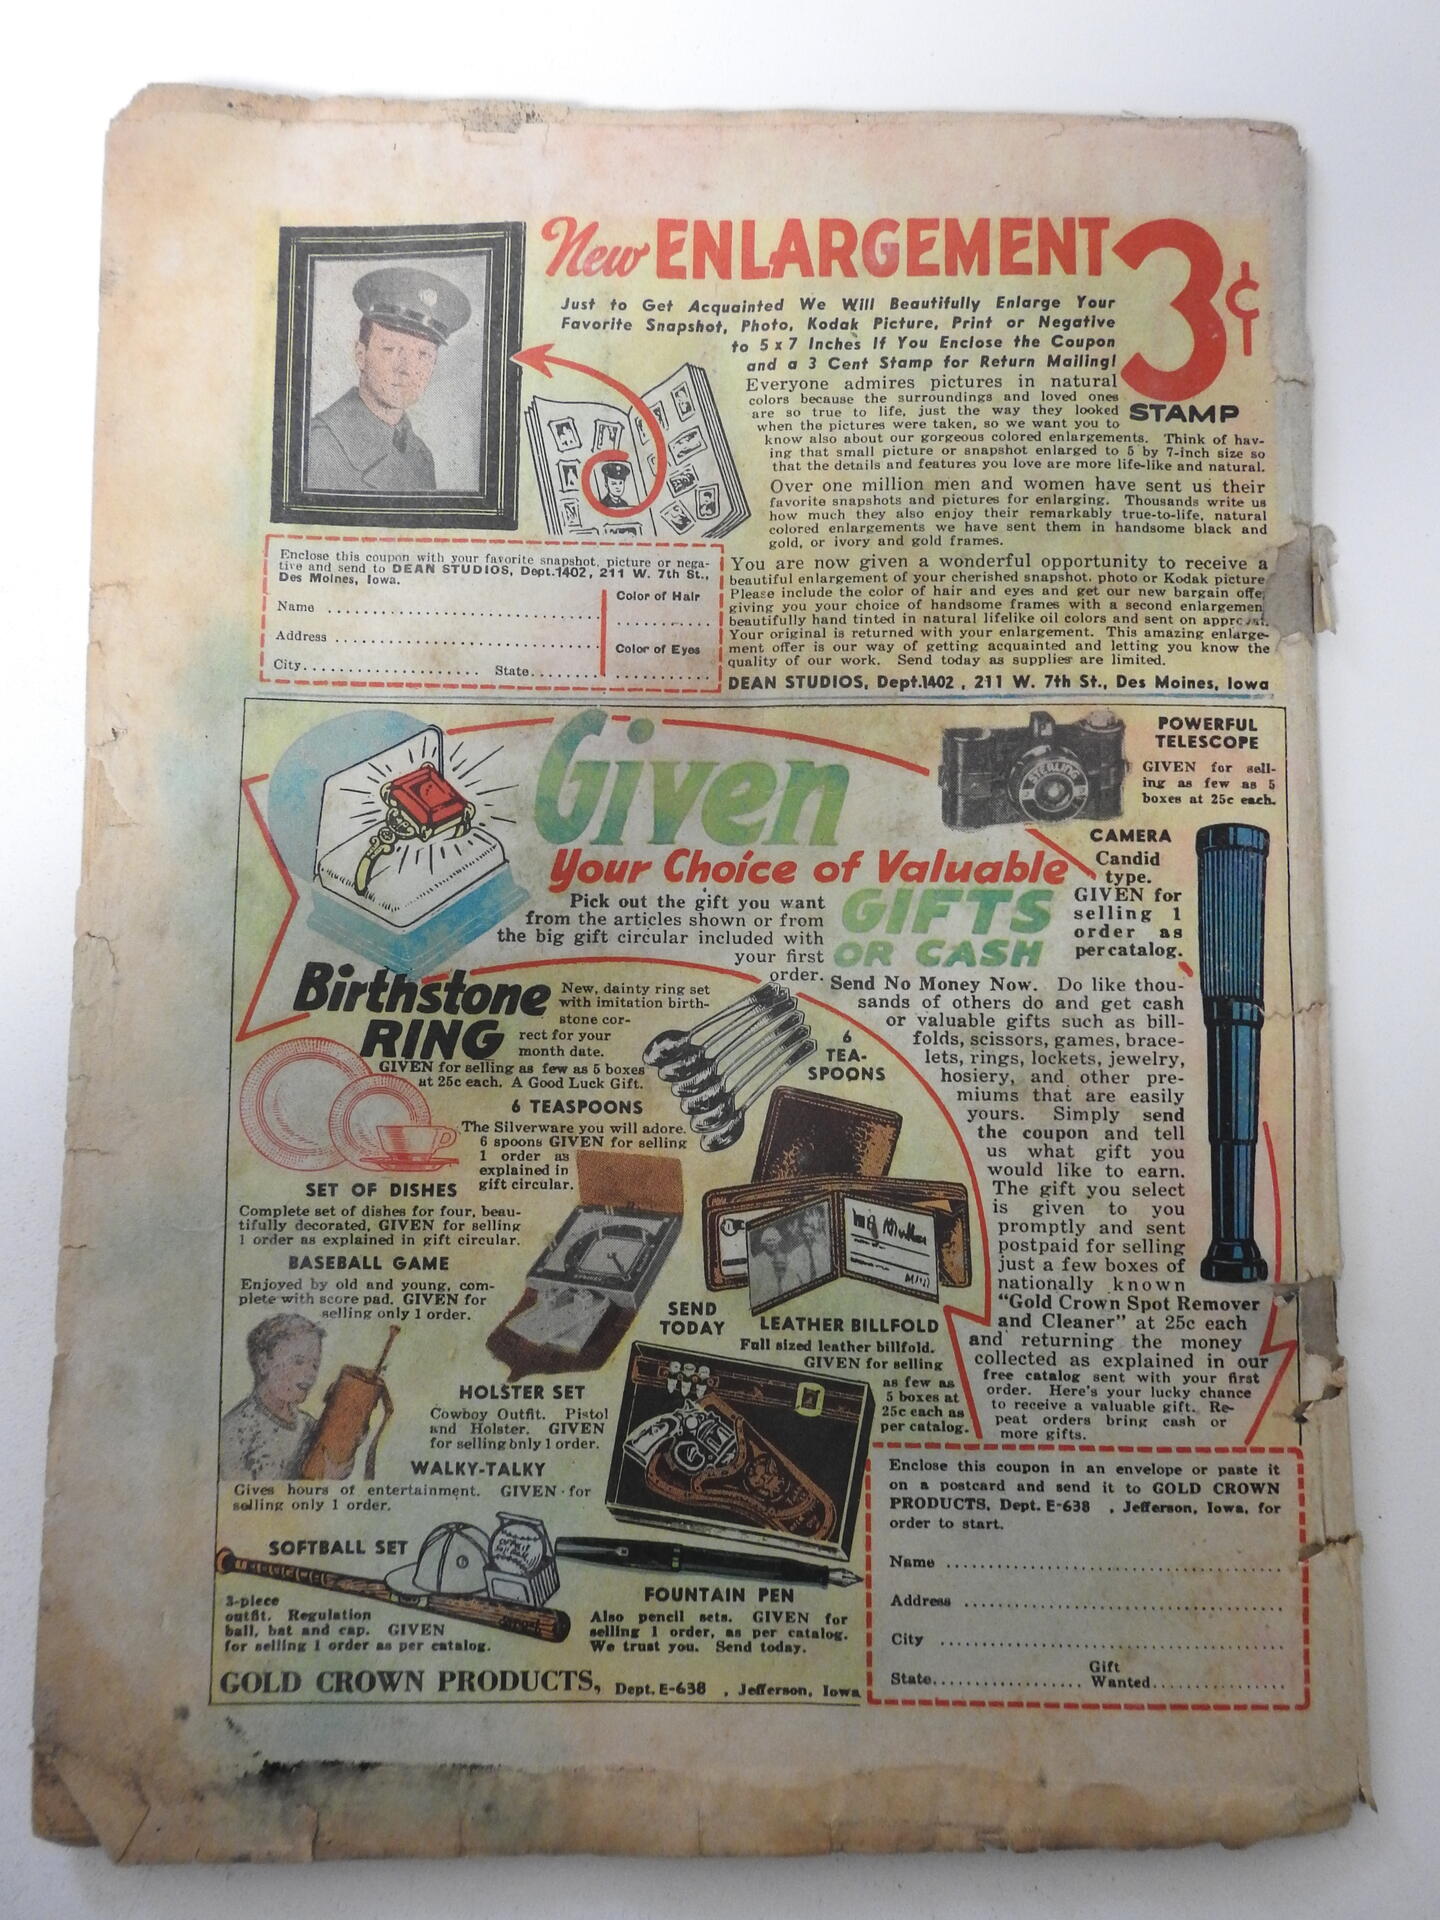 New ENLARGEMENT 3¢
STAMP
Just to Get Acquainted We Will Beautifully Enlarge Your
Favorite Snapshot, Photo, Kodak Picture, Print or Negative
to 5 x 7 Inches If You Enclose the Coupon
and a 3 Cent Stamp for Return Mailing!
Everyone admires pictures in natural
colors because the surroundings and loved ones
are so true to life, just the way they looked
when the pictures were taken, so we want you to
know also about our gorgeous colored enlargements. Think of hav-
ing that small picture or snapshot enlarged to 5 by 7-inch size so
that the details and features you love are more life-like and natural.
Over one million men and women have sent us their
favorite snapshots and pictures for enlarging. Thousands write us
how much they also enjoy their remarkably true-to-life, natural
colored enlargements we have sent them in handsome black and
gold, or ivory and gold frames.
You are now given a wonderful opportunity to receive a
beautiful enlargement of your cherished snapshot, photo or Kodak picture
Please include the color of hair and eyes and get our new bargain offe
giving you your choice of handsome frames with a second enlargemen
beautifully hand tinted in natural lifelike oil colors and sent on approval.
Your original is returned with your enlargement. This amazing enlarge-
ment offer is our way of getting acquainted and letting you know the
quality of our work. Send today as supplies are limited.
DEAN STUDIOS, Dept.1402 , 211 W. 7th St., Des Moines, Iowa
Enclose this coupon with your favorite snapshot, picture or nega-
tive and send to DEAN STUDIOS, Dept.1402, 211 W. 7th St.,
Des Moines, Iowa.
Name
Address
City State
Color of Hair
Color of Eyes
Given
Your Choice of Valuable
GIFTS
OR CASH
Pick out the gift you want
from the articles shown or from
the big gift circular included with
your first
order.
STERLING
POWERFUL
TELESCOPE
GIVEN for sell-
ing as few as 5
boxes at 25c each.
CAMERA
Candid
type.
GIVEN for
selling 1
order as
per catalog.
Birthstone
RING
New, dainty ring set
with imitation birth-
stone cor-
rect for your
month date.
GIVEN for selling as few as 5 boxes
at 25c each. A Good Luck Gift.
6
TEA-
SPOONS
6 TEASPOONS
The Silverware you will adore.
6 spoons GIVEN for selling
1 order as
explained in
gift circular.
SET OF DISHES
Complete set of dishes for four, beau-
tifully decorated, GIVEN for selling
1 order as explained in gift circular.
BASEBALL GAME
Enjoyed by old and young, com-
plete with score pad. GIVEN for
selling only 1 order.
SEND
TODAY
LEATHER BILLFOLD
Full sized leather billfold.
GIVEN for selling
as few as
5 boxes at
25c each as
per catalog.
HOLSTER SET
Cowboy Outfit. Pistol
and Holster. GIVEN
for selling only 1 order.
WALKY-TALKY
Gives hours of entertainment. GIVEN for
selling only 1 order.
SOFTBALL SET
3-piece
outfit. Regulation
ball, bat and cap. GIVEN
for selling 1 order as per catalog.
FOUNTAIN PEN
Also pencil sets. GIVEN for
selling 1 order, as per catalog.
We trust you. Send today.
Send No Money Now. Do like thou-
sands of others do and get cash
or valuable gifts such as bill-
folds, scissors, games, brace-
lets, rings, lockets, jewelry,
hosiery, and other pre-
miums that are easily
yours. Simply send
the coupon and tell
us what gift you
would like to earn.
The gift you select
is given to you
promptly and sent
postpaid for selling
just a few boxes of
nationally known
"Gold Crown Spot Remover
and Cleaner" at 25c each
and returning the money
collected as explained in our
free catalog sent with your first
order. Here's your lucky chance
to receive a valuable gift. Re-
peat orders bring cash or
more gifts.
Enclose this coupon in an envelope or paste it
on a postcard and send it to GOLD CROWN
PRODUCTS, Dept. E-638 , Jefferson, Iowa, for
order to start.
Name
Address
City
State Gift Wanted
GOLD CROWN PRODUCTS, Dept. E-638 , Jefferson, Iowa